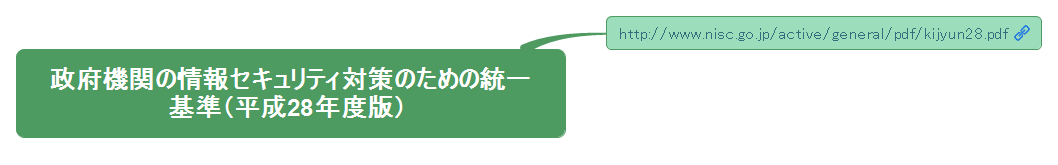 政府機関の情報セキュリティ対策のための統一
基準（平成28年度版）
http://www.nisc.go.jp/active/general/pdf/kijyun28.pdf